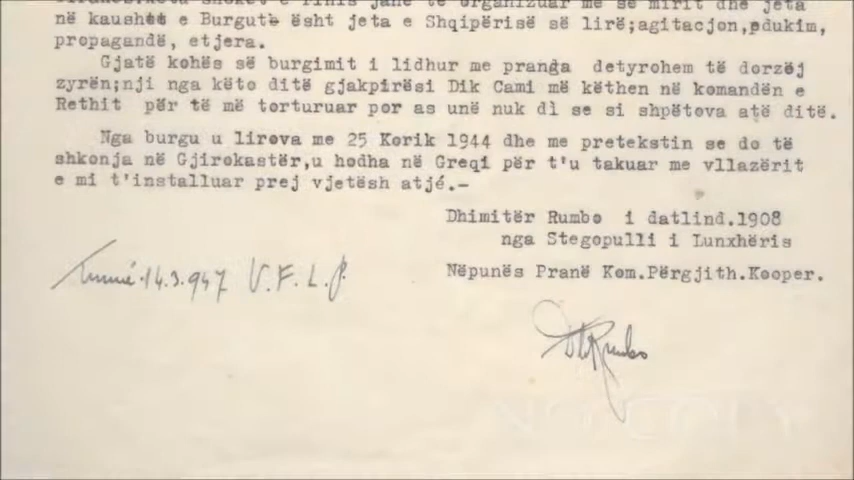 në kaushët e Burgutə ësht jeta e Shqipërisë së lirë;agitacjon,edukim,
propagandë, etjera.
Gjatë kohës së burgimit i lidhur me pranga detyrohem të dorzëj
zyrën;nji nga këto ditë gjakpirësi Dik Cami më këthen në komandën e
Rethit për të më torturuar por as unë nuk dì se si shpëtova atë ditë.
Nga burgu u lirova me 25 Korik 1944 dhe me pretekstin se do të
shkonja në Gjirokastër,u hodha në Greqi për t'u takuar me vllazërit
e mi t'installuar prej vjetësh atjé.-
Dhimitër Rumbo i datlind.1908
nga Stegopulli i Lunxhëris
Nëpunës Pranë Kom.Përgjith.Kooper.
14.3.947 V.F.L.P.
Rumbo